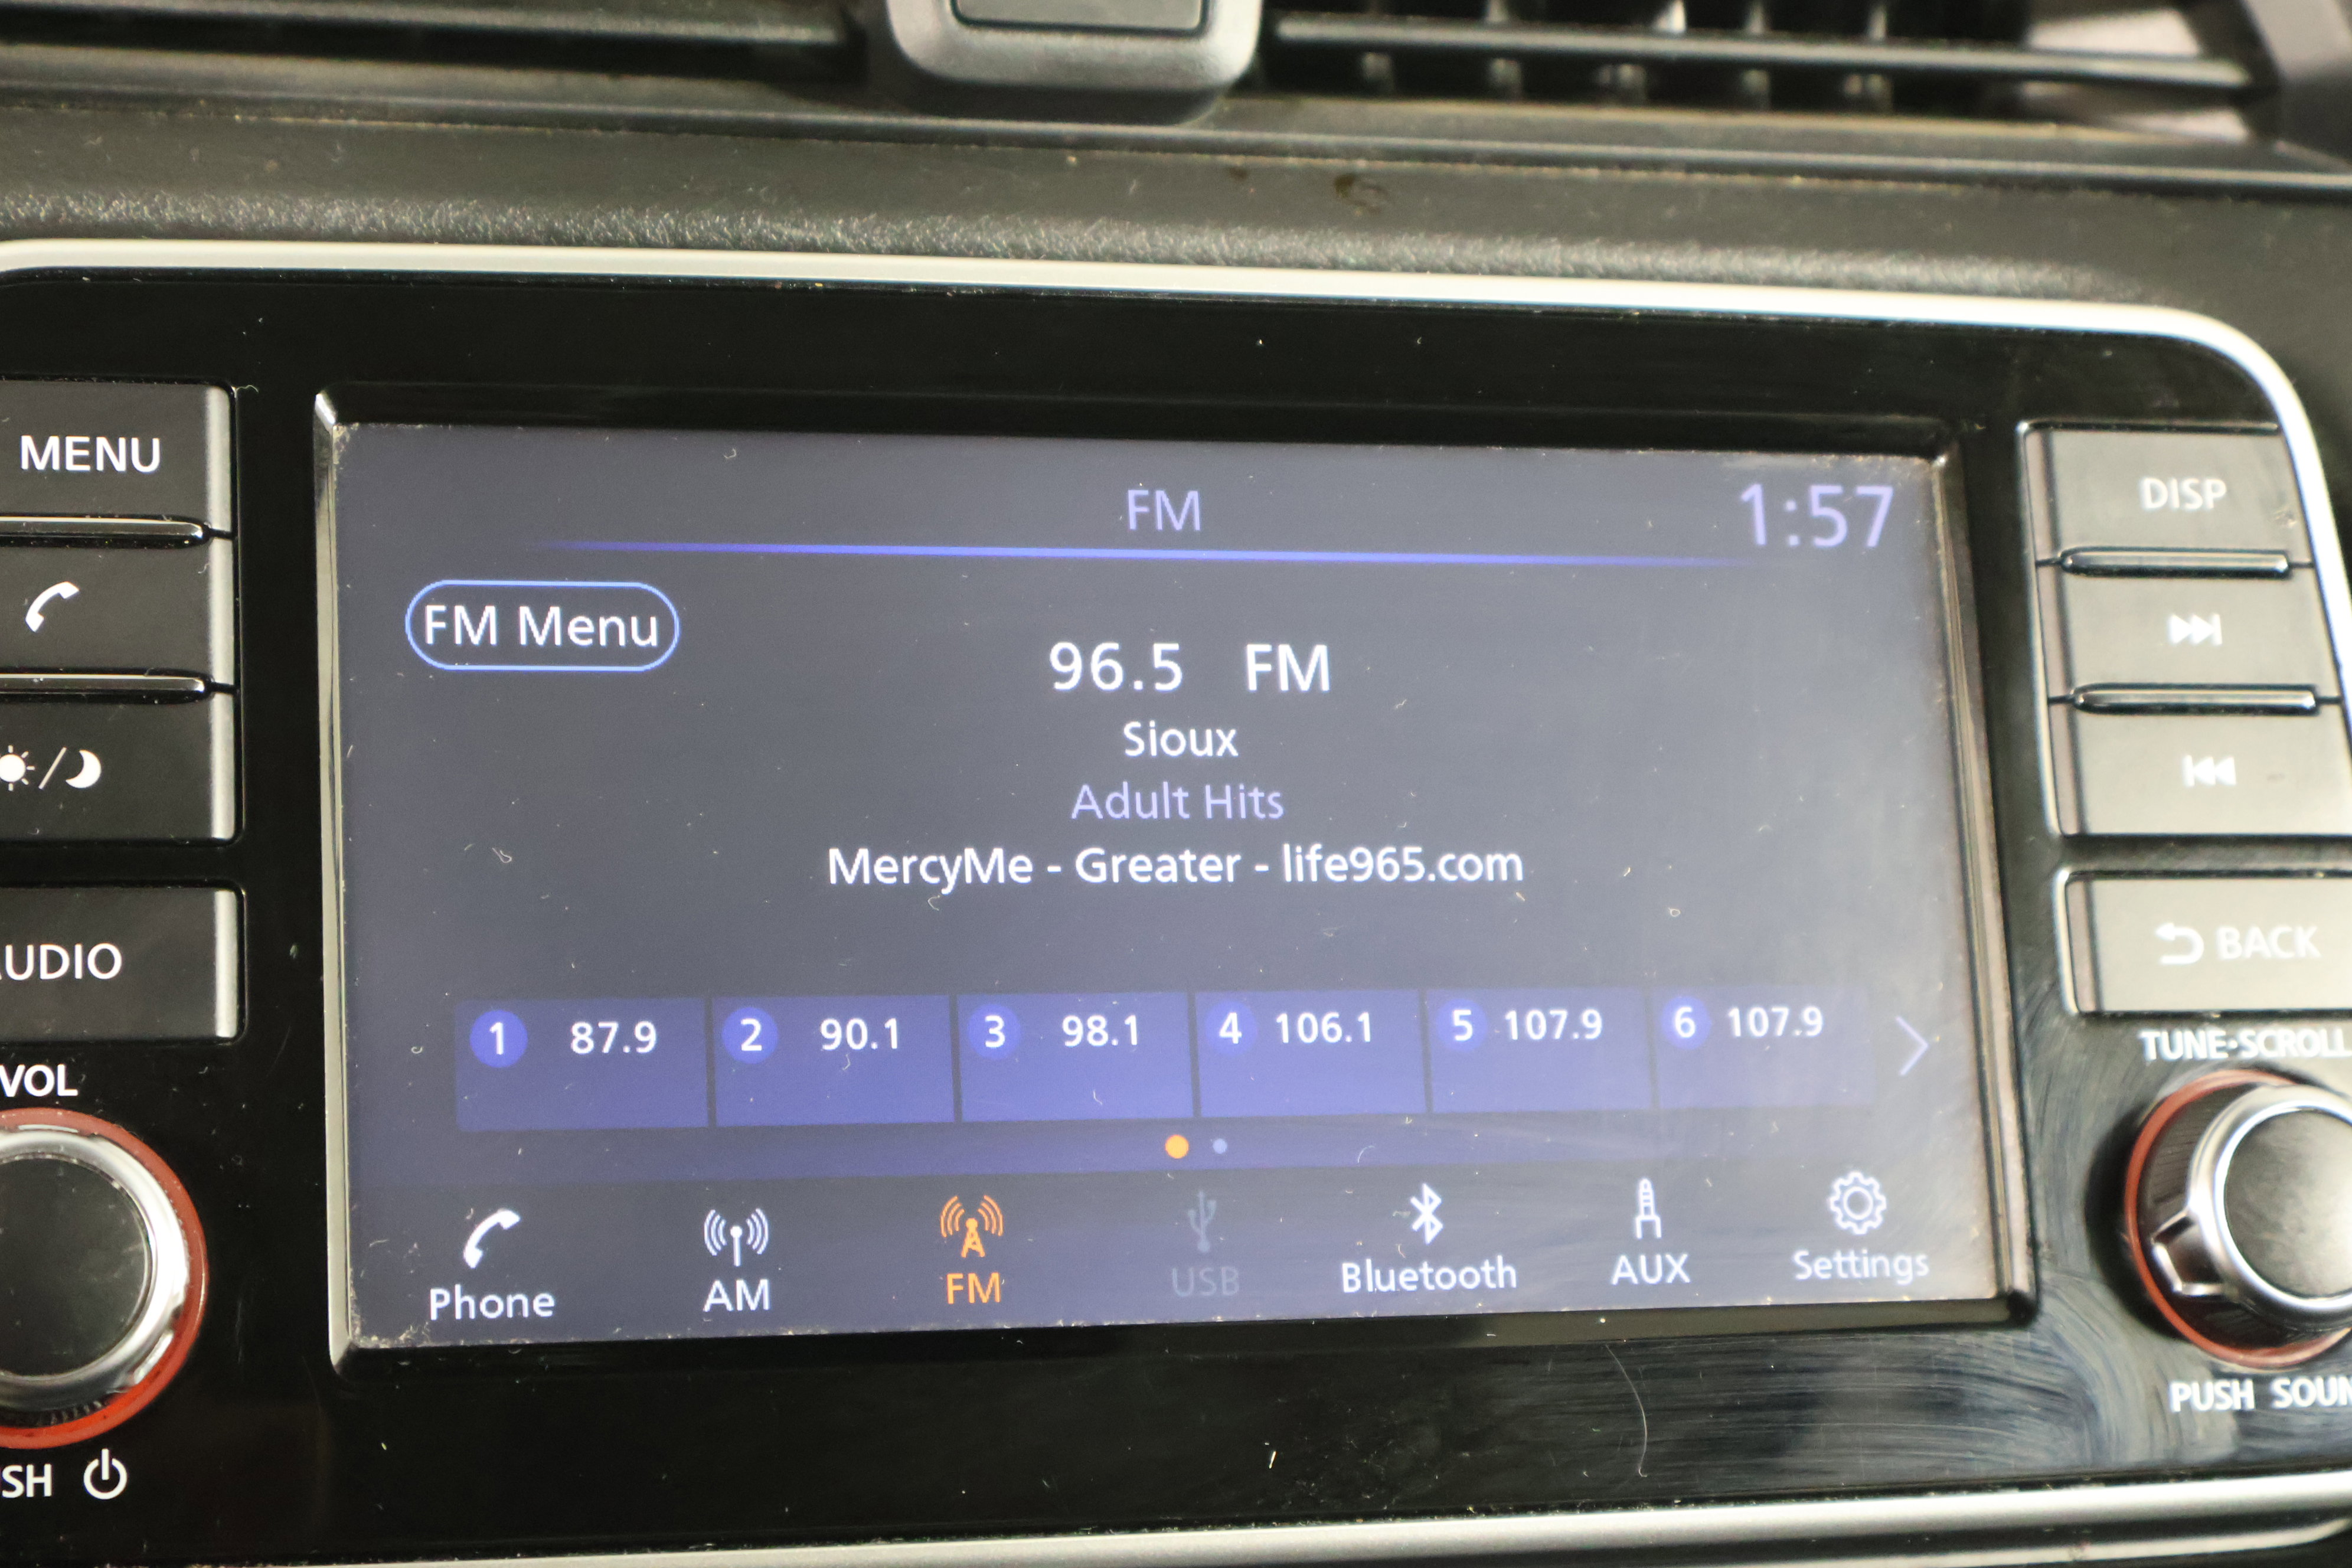 MENU
DISP
FM
1:57
FM Menu
96.5 FM
Sioux
Adult Hits
MercyMe - Greater - life965.com
UDIO
BACK
1 87.9 2 90.1 3 98.1 4 106.1 5 107.9 6 107.9
VOL
TUNE·SCROLL
Phone AM FM USB Bluetooth AUX Settings
SH
PUSH SOUN